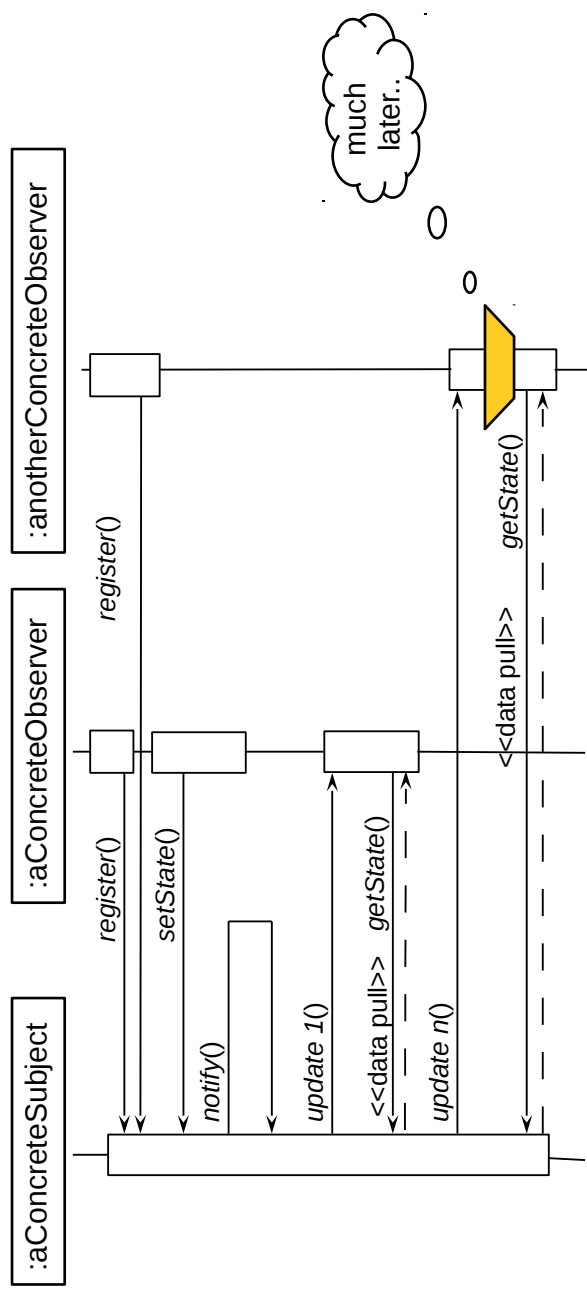 :aConcreteSubject
:aConcreteObserver
:anotherConcreteObserver
register()
register()
setState()
notify()
update 1()
<<data pull>>
getState()
update n()
<<data pull>>
getState()
much
later..